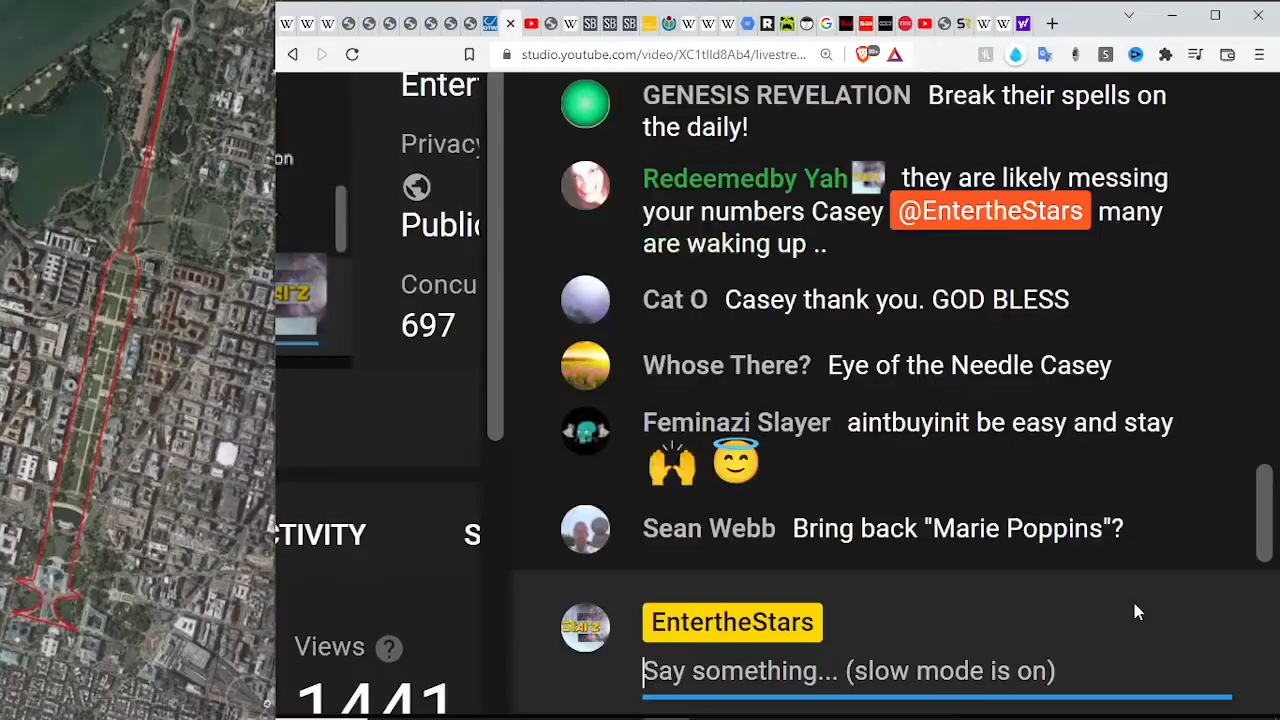 studio.youtube.com/video/XC1tlld8Ab4/livestre...
Enter
on
Privacy
Public
Concu
697
CTIVITY
S
Views ?
1441
GENESIS REVELATION Break their spells on
the daily!
Redeemedby Yah they are likely messing
your numbers Casey @EntertheStars many
are waking up ..
Cat O Casey thank you. GOD BLESS
Whose There? Eye of the Needle Casey
Feminazi Slayer aintbuyinit be easy and stay
Sean Webb Bring back "Marie Poppins"?
EntertheStars
Say something... (slow mode is on)